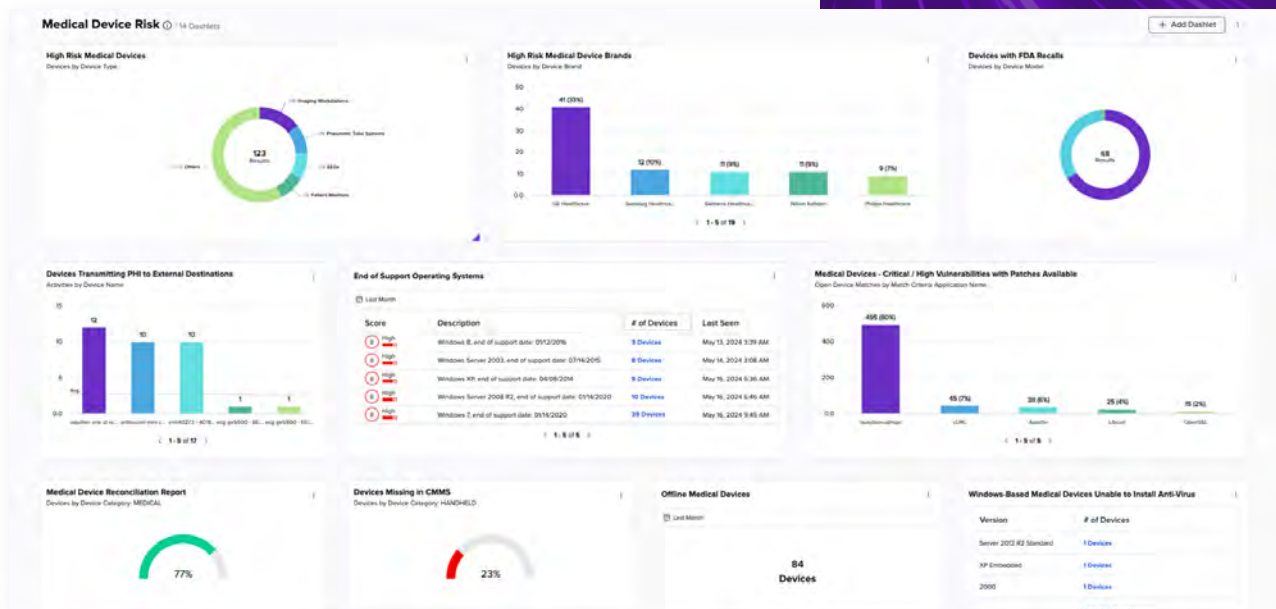 Medical Device Risk
14 Dashlets
+ Add Dashlet
High Risk Medical Devices
Devices by Device Type
Imaging Workstations
Pneumatic Tube Systems
Patient Monitors
Others
123
Results
High Risk Medical Device Brands
Devices by Device Brand
50
40
30
20
10
0.0
41 (33%)
12 (10%)
11 (9%)
11 (9%)
9 (7%)
GE Healthcare
Samsung Healthca...
Siemens Healthca...
Nihon Kohden
Philips Healthcare
1 - 5 of 19
Devices with FDA Recalls
Devices by Device Model
68
Results
Devices Transmitting PHI to External Destinations
Activities by Device Name
15
10
5
0.0
Avg
12
10
10
1
1
1 - 5 of 17
End of Support Operating Systems
Last Month
Score Description # of Devices Last Seen
High Windows 8, end of support date: 01/12/2016 May 13, 2024 3:39 AM
High Windows Server 2003, end of support date: 07/14/2015 May 14, 2024 3:08 AM
High Windows XP, end of support date: 04/08/2014 9 Devices May 16, 2024 5:36 AM
High Windows Server 2008 R2, end of support date: 01/14/2020 10 Devices May 16, 2024 5:46 AM
High Windows 7, end of support date: 01/14/2020 Devices May 16, 2024 9:45 AM
1 - 5 of 5
Medical Devices - Critical / High Vulnerabilities with Patches Available
Open Device Matches by Match Criteria Application Name
600
400
200
0.0
495 (80%)
45 (7%)
(6%)
25 (4%)
15 (2%)
cURL
Apache
OpenSSL
1 - 5 of 5
Medical Device Reconciliation Report
Devices by Device Category: MEDICAL
77%
Devices Missing in CMMS
Devices by Device Category: HANDHELD
23%
Offline Medical Devices
Last Month
84
Devices
Windows-Based Medical Devices Unable to Install Anti-Virus
Version # of Devices
Server 2012 R2 Standard 1 Devices
XP Embedded 1 Devices
2000 1 Devices